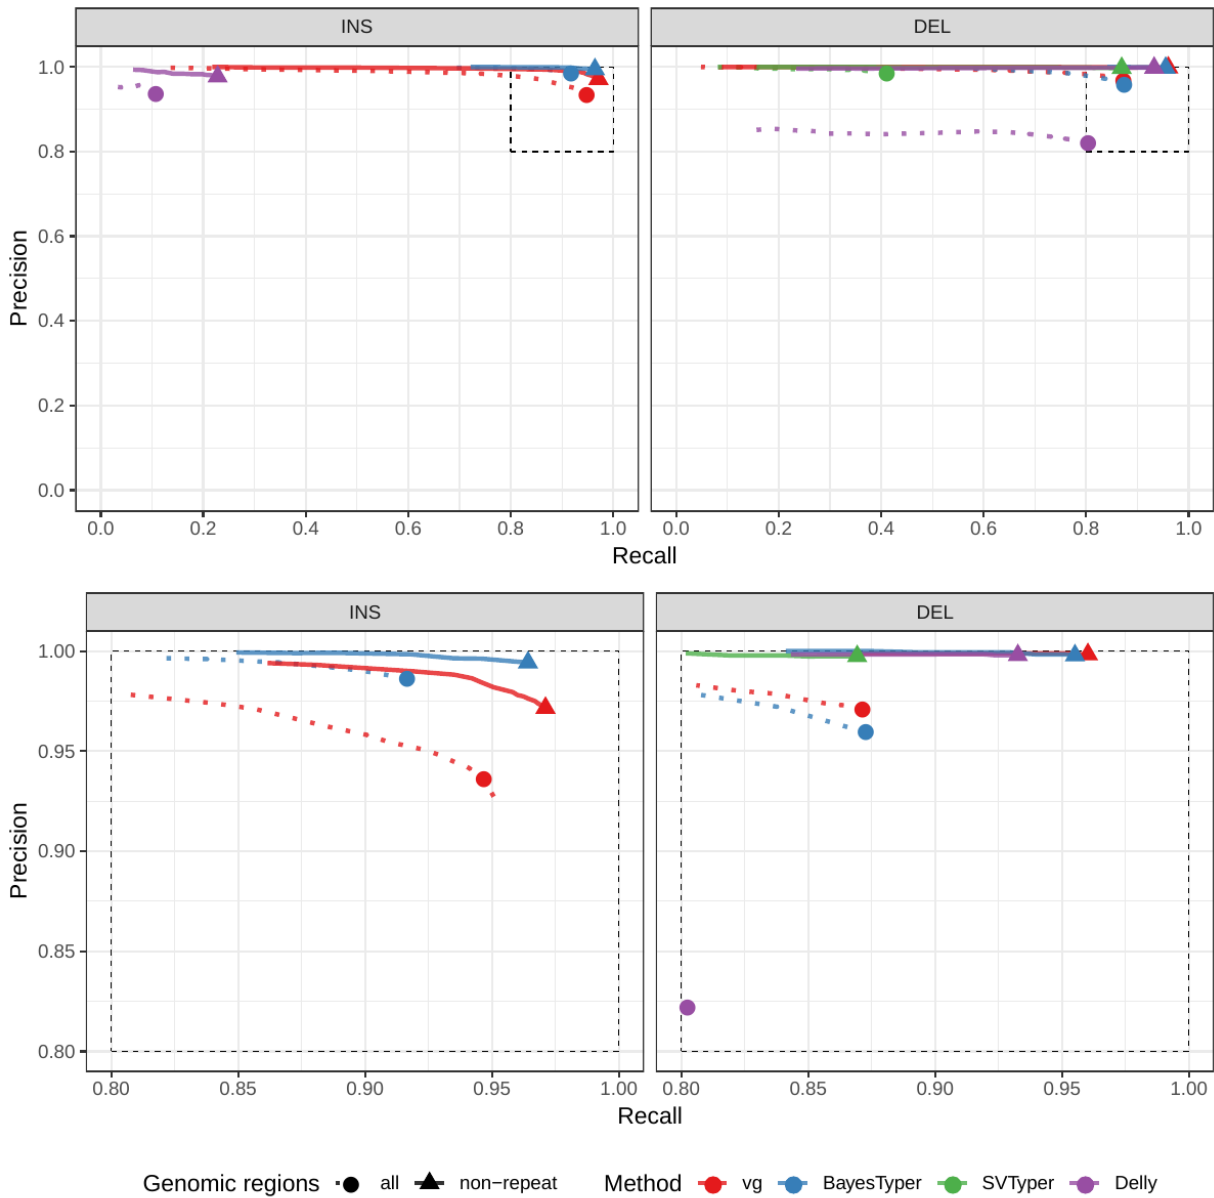 INS DEL
1.0
0.8
0.6
0.4
0.2
0.0
Precision
0.0 0.2 0.4 0.6 0.8 1.0 0.0 0.2 0.4 0.6 0.8 1.0
Recall
INS DEL
1.00
0.95
0.90
0.85
0.80
Precision
0.80 0.85 0.90 0.95 1.00 0.80 0.85 0.90 0.95 1.00
Recall
Genomic regions all non−repeat Method vg BayesTyper SVTyper Delly